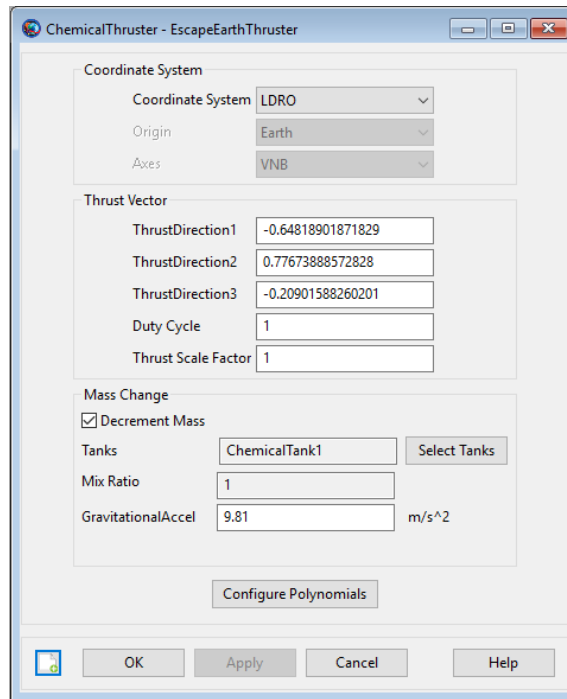 ChemicalThruster - EscapeEarthThruster
Coordinate System
Coordinate System LDRO
Origin Earth
Axes VNB
Thrust Vector
ThrustDirection1 -0.64818901871829
ThrustDirection2 0.77673888572828
ThrustDirection3 -0.20901588260201
Duty Cycle 1
Thrust Scale Factor 1
Mass Change
Decrement Mass
Tanks ChemicalTank1 Select Tanks
Mix Ratio 1
GravitationalAccel 9.81 m/s^2
Configure Polynomials
OK Apply Cancel Help